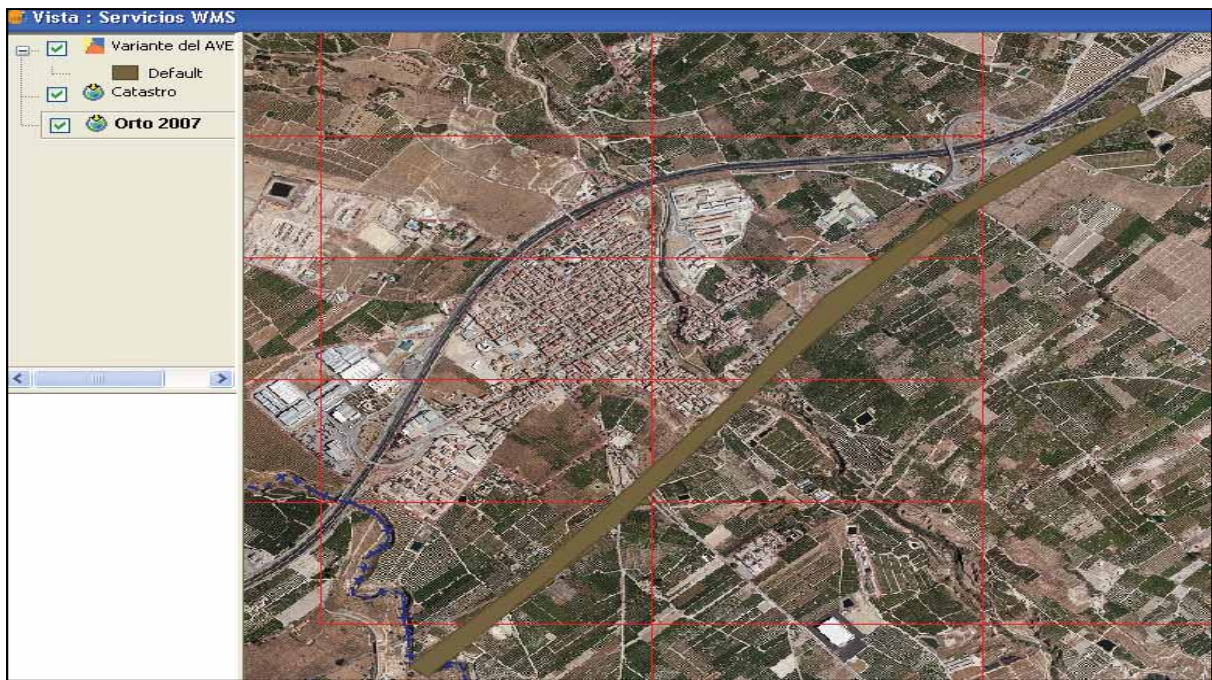 Vista : Servicios WMS
Variante del AVE
Default
Catastro
Orto 2007